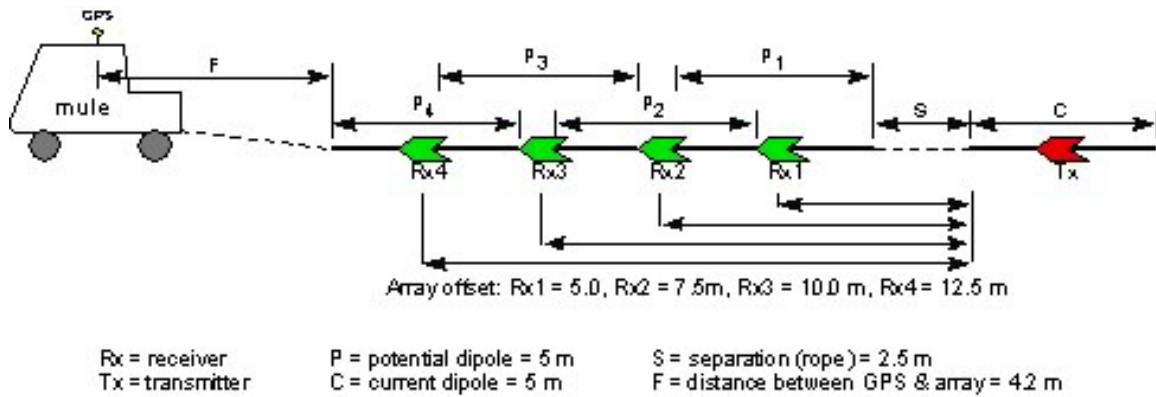 GPS
F
P3
P1
mule
P4
P2
S
C
Rx4
Rx3
Rx2
Rx1
Tx
Array offset: Rx1 = 5.0, Rx2 = 7.5m, Rx3 = 10.0 m, Rx4 = 12.5 m
Rx = receiver
P = potential dipole = 5 m
S = separation (rope) = 2.5 m
Tx = transmitter
C = current dipole = 5 m
F = distance between GPS & array = 4.2 m